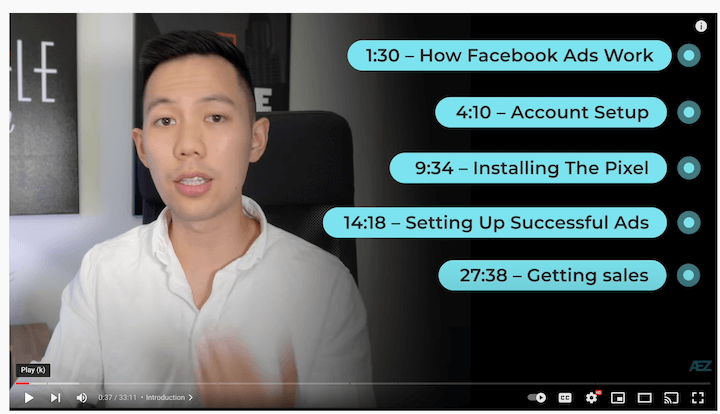 LE
E
1:30 – How Facebook Ads Work
4:10 – Account Setup
9:34 – Installing The Pixel
14:18 – Setting Up Successful Ads
27:38 – Getting sales
ÆZ
Play (k)
0:37 / 33:11 • Introduction
CC